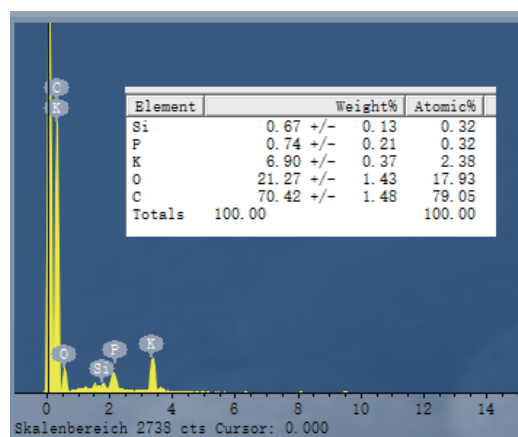 C
K
Element Weight% Atomic%
Si 0.67 +/- 0.13 0.32
P 0.74 +/- 0.21 0.32
K 6.90 +/- 0.37 2.38
O 21.27 +/- 1.43 17.93
C 70.42 +/- 1.48 79.05
Totals 100.00 100.00
O Si P K
0 2 4 6 8 10 12 14
Skalenbereich 2738 cts Cursor: 0.000